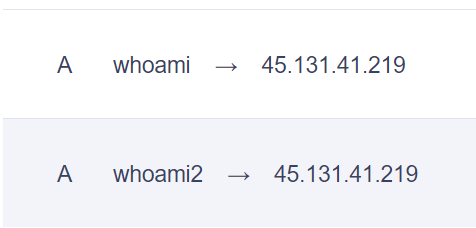 A whoami → 45.131.41.219
A whoami2 → 45.131.41.219